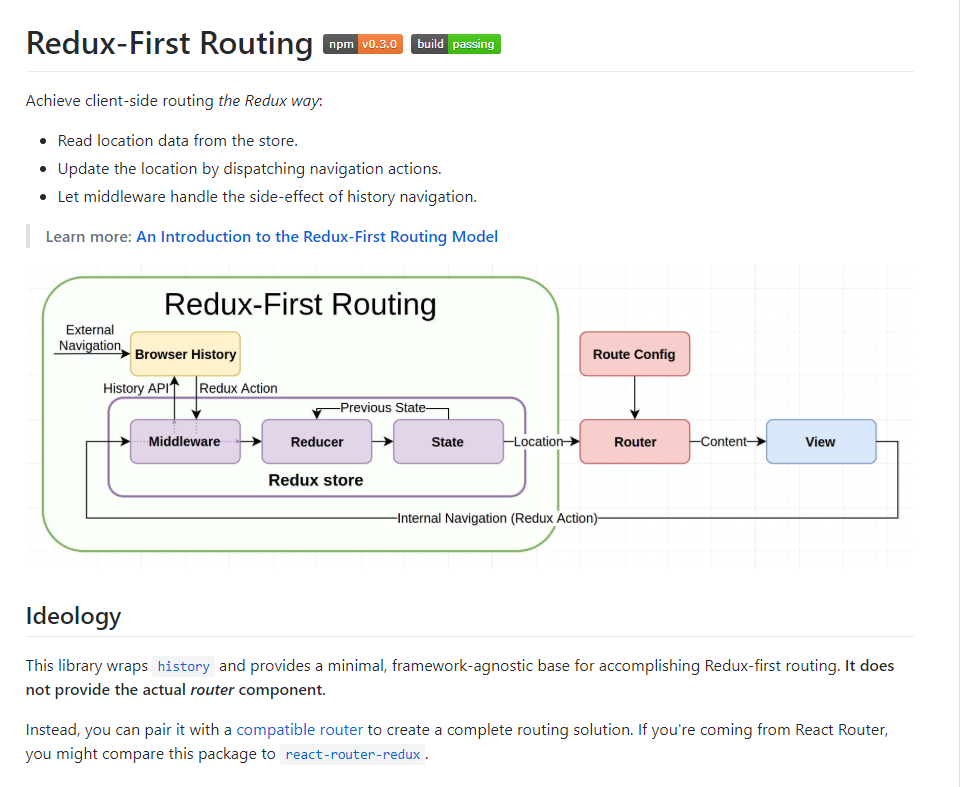 Redux-First Routing npm v0.3.0 build passing
Achieve client-side routing the Redux way:
Read location data from the store.
Update the location by dispatching navigation actions.
Let middleware handle the side-effect of history navigation.
Learn more: An Introduction to the Redux-First Routing Model
Redux-First Routing
External
Navigation
Browser History
Route Config
History API
Redux Action
Previous State
Middleware
Reducer
State
Location
Router
Content
View
Redux store
Internal Navigation (Redux Action)
Ideology
This library wraps history and provides a minimal, framework-agnostic base for accomplishing Redux-first routing. It does
not provide the actual router component.
Instead, you can pair it with a compatible router to create a complete routing solution. If you're coming from React Router,
you might compare this package to react-router-redux.